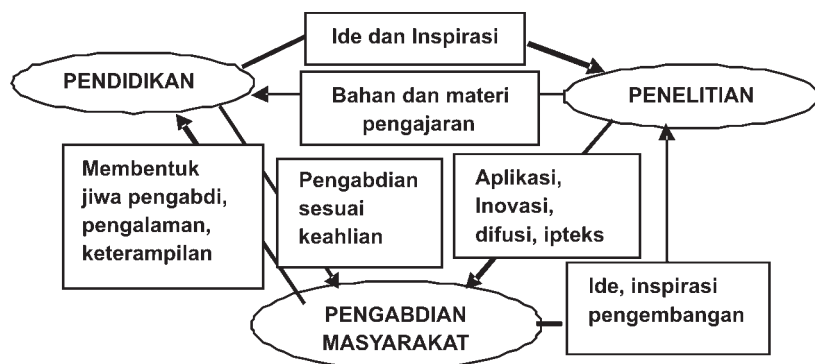 Ide dan Inspirasi
PENDIDIKAN
Bahan dan materi
pengajaran
PENELITIAN
Membentuk
jiwa pengabdi,
pengalaman,
keterampilan
Pengabdian
sesuai
keahlian
Aplikasi,
Inovasi,
difusi, ipteks
Ide, inspirasi
pengembangan
PENGABDIAN
MASYARAKAT